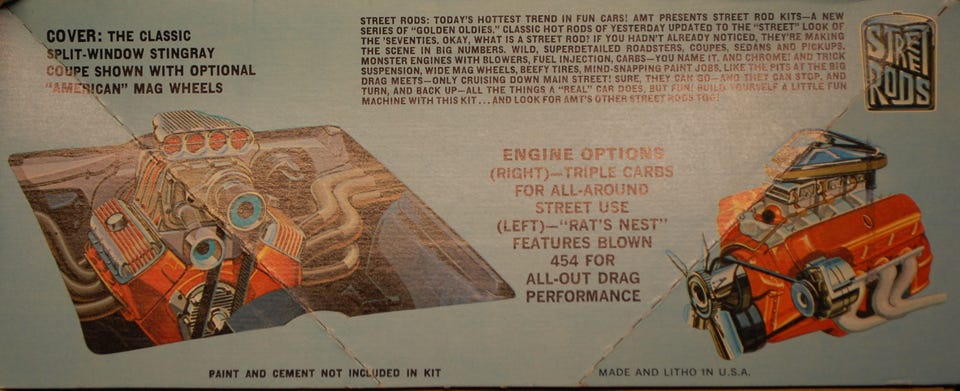 COVER: THE CLASSIC
SPLIT-WINDOW STINGRAY
COUPE SHOWN WITH OPTIONAL
"AMERICAN" MAG WHEELS
STREET RODS: TODAY'S HOTTEST TREND IN FUN CARS! AMT PRESENTS STREET ROD KITS—A NEW
SERIES OF "GOLDEN OLDIES." CLASSIC HOT RODS OF YESTERDAY UPDATED TO THE "STREET" LOOK OF
THE 'SEVENTIES. OKAY, WHAT IS A STREET ROD? IF YOU HADN'T ALREADY NOTICED, THEY'RE MAKING
THE SCENE IN BIG NUMBERS. WILD, SUPERDETAILED ROADSTERS, COUPES, SEDANS AND PICKUPS.
MONSTER ENGINES WITH BLOWERS, FUEL INJECTION, CARBS—YOU NAME IT. AND CHROME! AND TRICK
SUSPENSION, WIDE MAG WHEELS, BEEFY TIRES, MIND-SNAPPING PAINT JOBS. LIKE THE PITS AT THE BIG
DRAG MEETS—ONLY CRUISING DOWN MAIN STREET! SURE, THEY CAN GO—AND THEY CAN STOP, AND
TURN, AND BACK UP—ALL THE THINGS A "REAL" CAR DOES, BUT FUN! BUILD YOURSELF A LITTLE FUN
MACHINE WITH THIS KIT...AND LOOK FOR AMT'S OTHER STREET RODS TOO!
STREET
RODS
ENGINE OPTIONS
(RIGHT)—TRIPLE CARBS
FOR ALL-AROUND
STREET USE
(LEFT)—"RAT'S NEST"
FEATURES BLOWN
454 FOR
ALL-OUT DRAG
PERFORMANCE
PAINT AND CEMENT NOT INCLUDED IN KIT
MADE AND LITHO IN U.S.A.